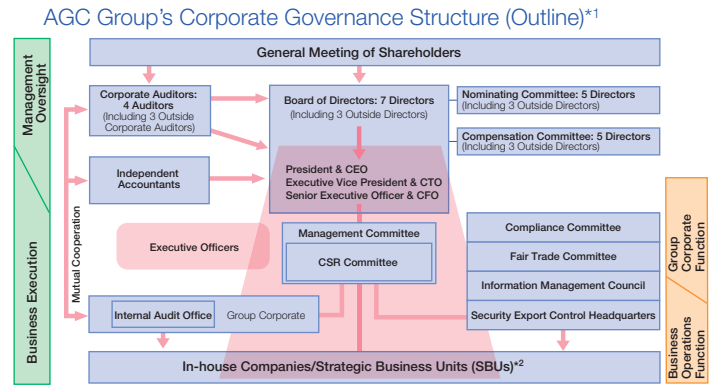 AGC Group's Corporate Governance Structure (Outline)*1
Management
Oversight
Business Execution
Mutual Cooperation
General Meeting of Shareholders
Corporate Auditors:
4 Auditors
(Including 3 Outside
Corporate Auditors)
Board of Directors: 7 Directors
(Including 3 Outside Directors)
Nominating Committee: 5 Directors
(Including 3 Outside Directors)
Compensation Committee: 5 Directors
(Including 3 Outside Directors)
Independent
Accountants
President & CEO
Executive Vice President & CTO
Senior Executive Officer & CFO
Executive Officers
Management Committee
CSR Committee
Compliance Committee
Fair Trade Committee
Information Management Council
Security Export Control Headquarters
Internal Audit Office
Group Corporate
In-house Companies/Strategic Business Units (SBUs)*2
Group
Corporate
Function
Business
Operations
Function